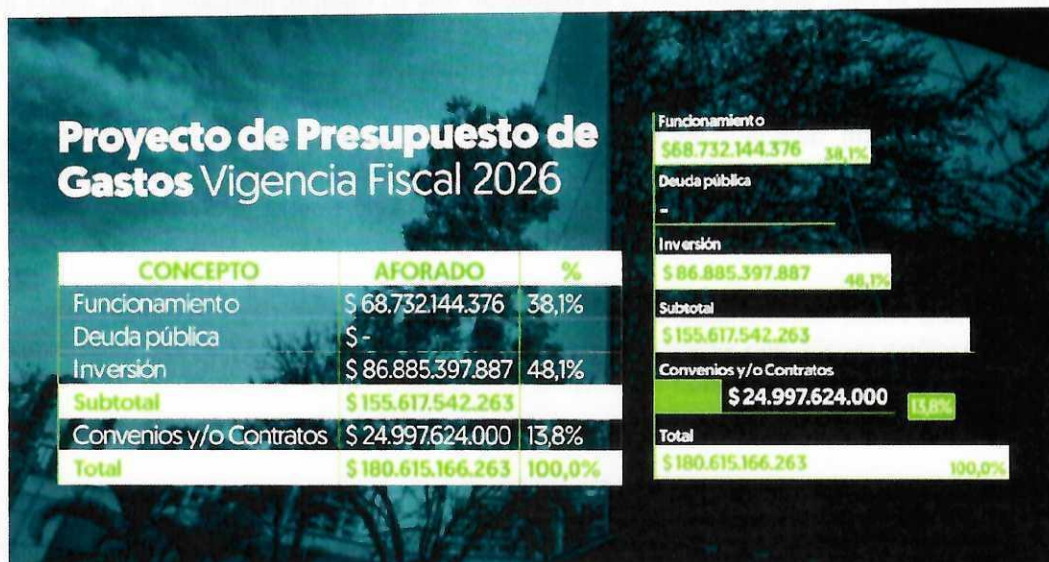 Proyecto de Presupuesto de
Gastos Vigencia Fiscal 2026
CONCEPTO AFORADO %
Funcionamiento $ 68.732.144.376 38,1%
Deuda pública $ -
Inversión $ 86.885.397.887 48,1%
Subtotal $ 155.617.542.263
Convenios y/o Contratos $ 24.997.624.000 13,8%
Total $ 180.615.166.263 100,0%
Funcionamiento
$68.732.144.376 38,1%
Deuda pública
-
Inversión
$ 86.885.397.887 48,1%
Subtotal
$155.617.542.263
Convenios y/o Contratos
$ 24.997.624.000 13,8%
Total
$180.615.166.263 100,0%